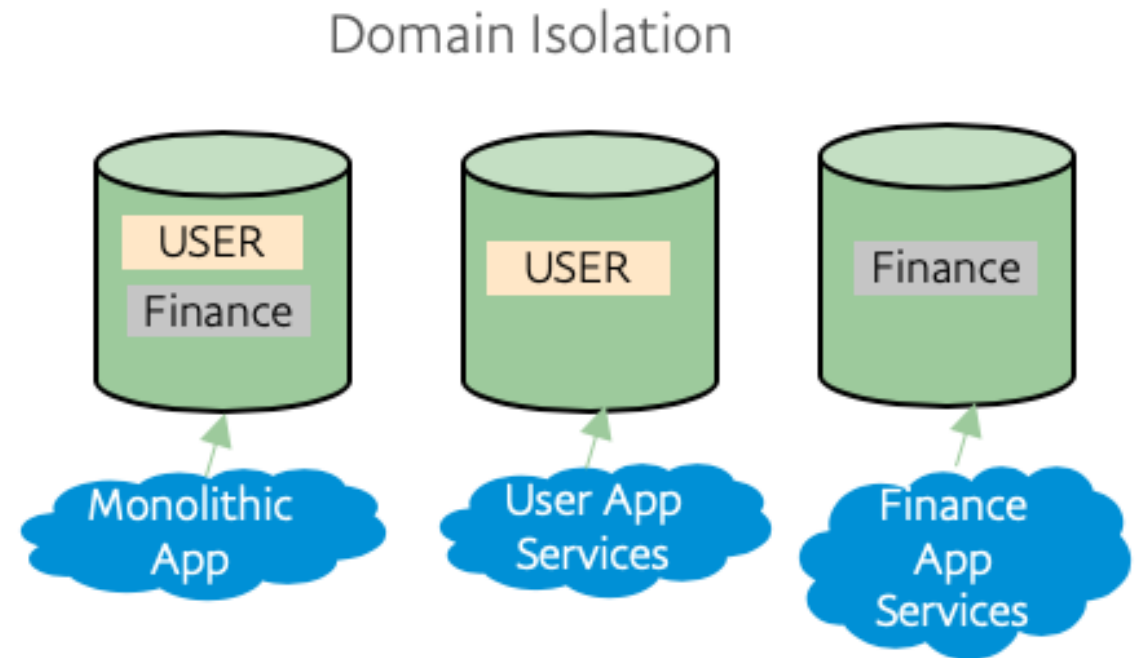 Domain Isolation
USER
Finance
USER
Finance
Monolithic
App
User App
Services
Finance
App
Services